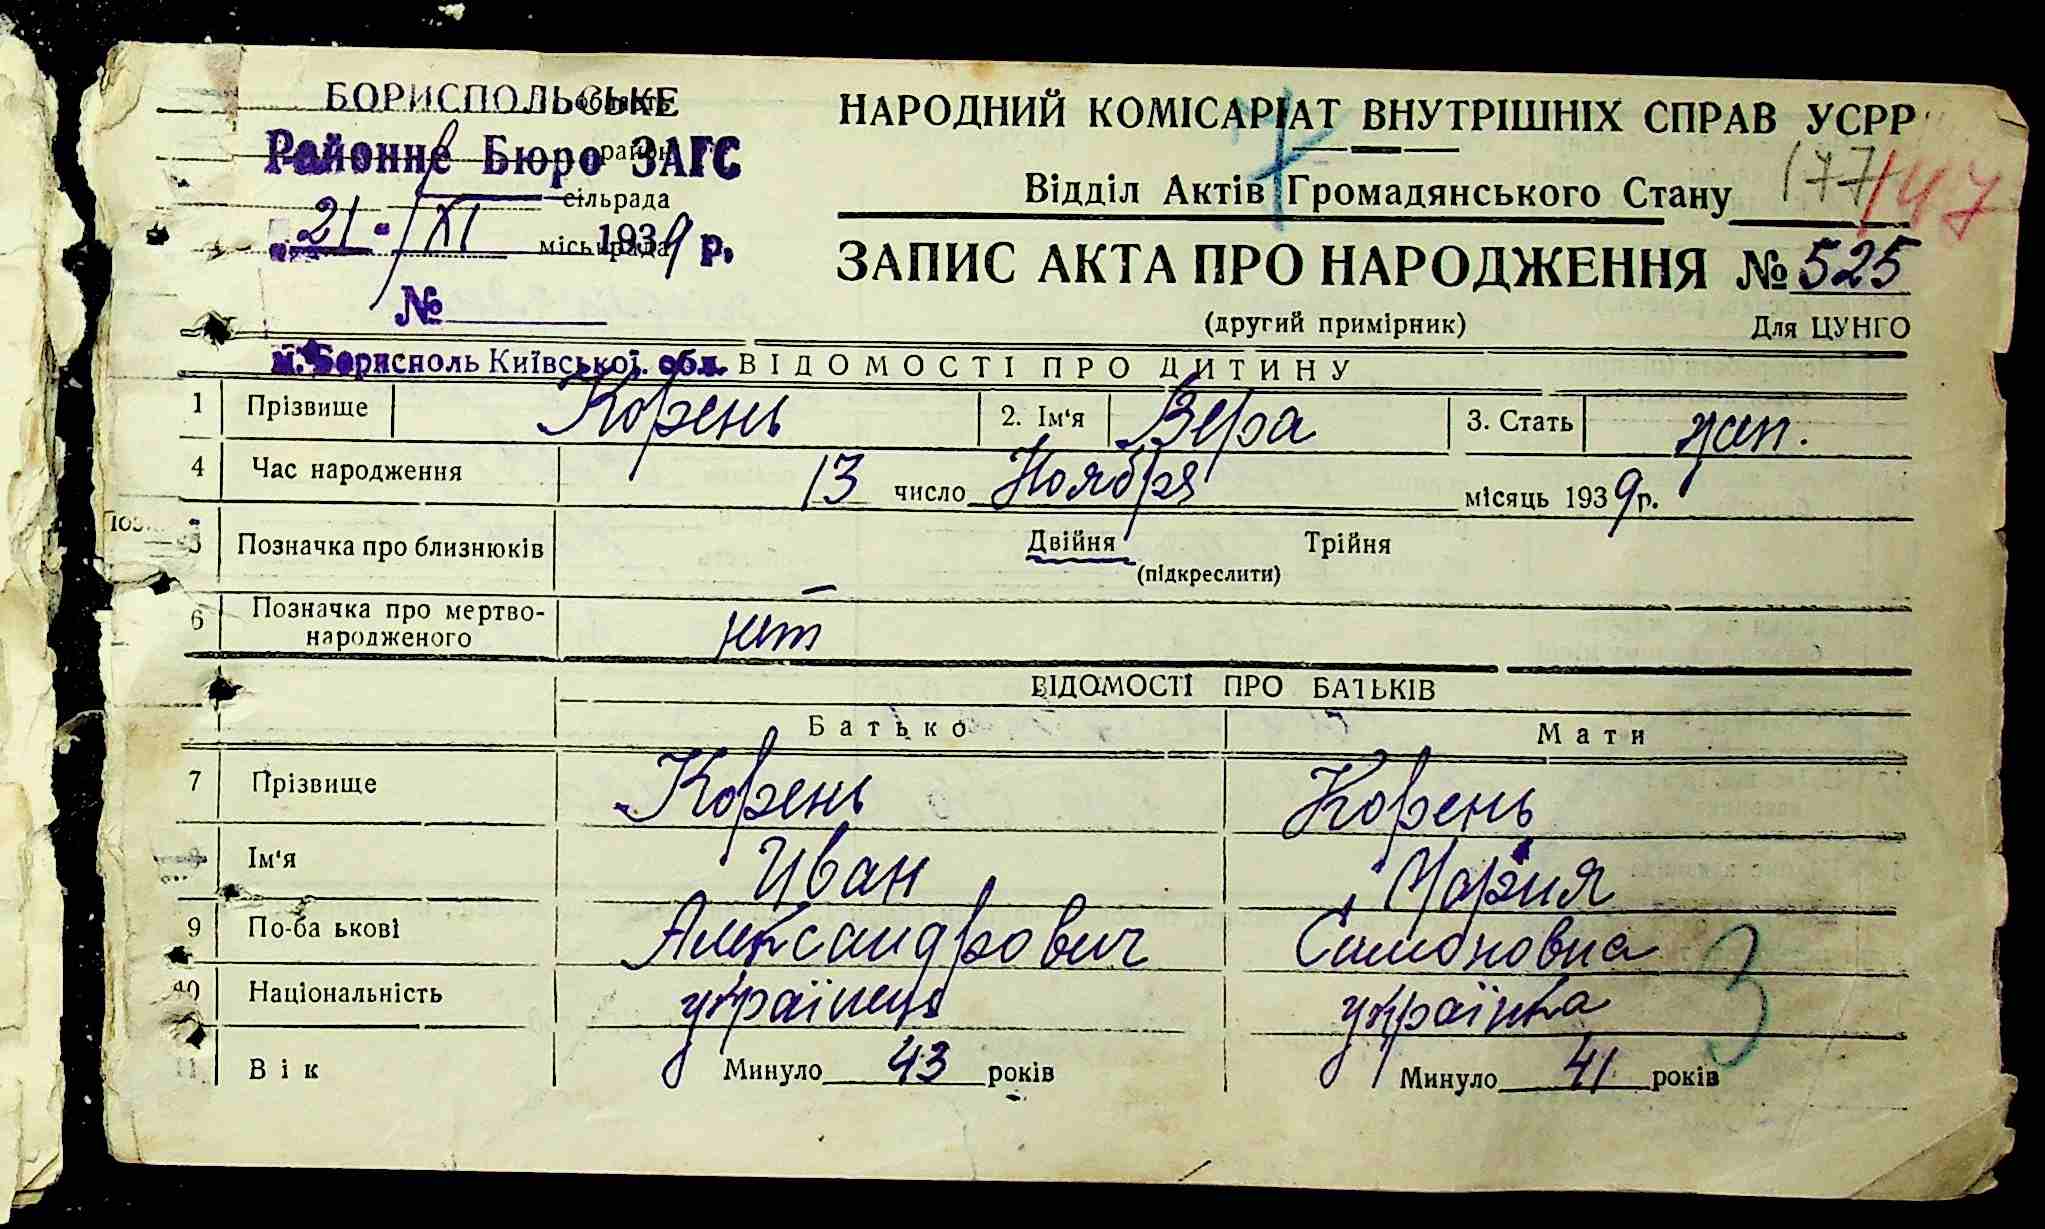 БОРИСПОЛЬСЬКЕ область
Районне Бюро ЗАГС район
сільрада
21 XI 1939 р. міськрада
№
м. Борисполь Київської. обл.
НАРОДНИЙ КОМІСАРІАТ ВНУТРІШНІХ СПРАВ УСРР
Відділ Актів Громадянського Стану 177 147
ЗАПИС АКТА ПРО НАРОДЖЕННЯ № 525
(другий примірник) Для ЦУНГО
ВІДОМОСТІ ПРО ДИТИНУ
1 Прізвище Корень 2. Ім'я Вера 3. Стать жен.
4 Час народження 13 число Ноября місяць 1939 р.
5 Позначка про близнюків Двійня Трійня
(підкреслити)
6 Позначка про мертво-
народженого нет
ВІДОМОСТІ ПРО БАТЬКІВ
Батько Мати
7 Прізвище Корень Корень
8 Ім'я Иван Мария
9 По-ба ькові Александрович Симоновна
10 Національність українець українка 3
11 Вік Минуло 43 років Минуло 41 років